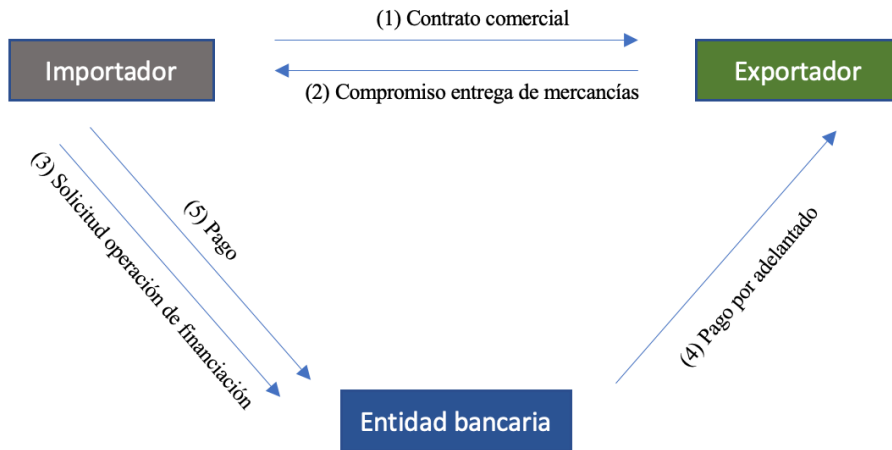 (1) Contrato comercial
Importador
Exportador
(2) Compromiso entrega de mercancías
(3) Solicitud operación de financiación
(5) Pago
(4) Pago por adelantado
Entidad bancaria